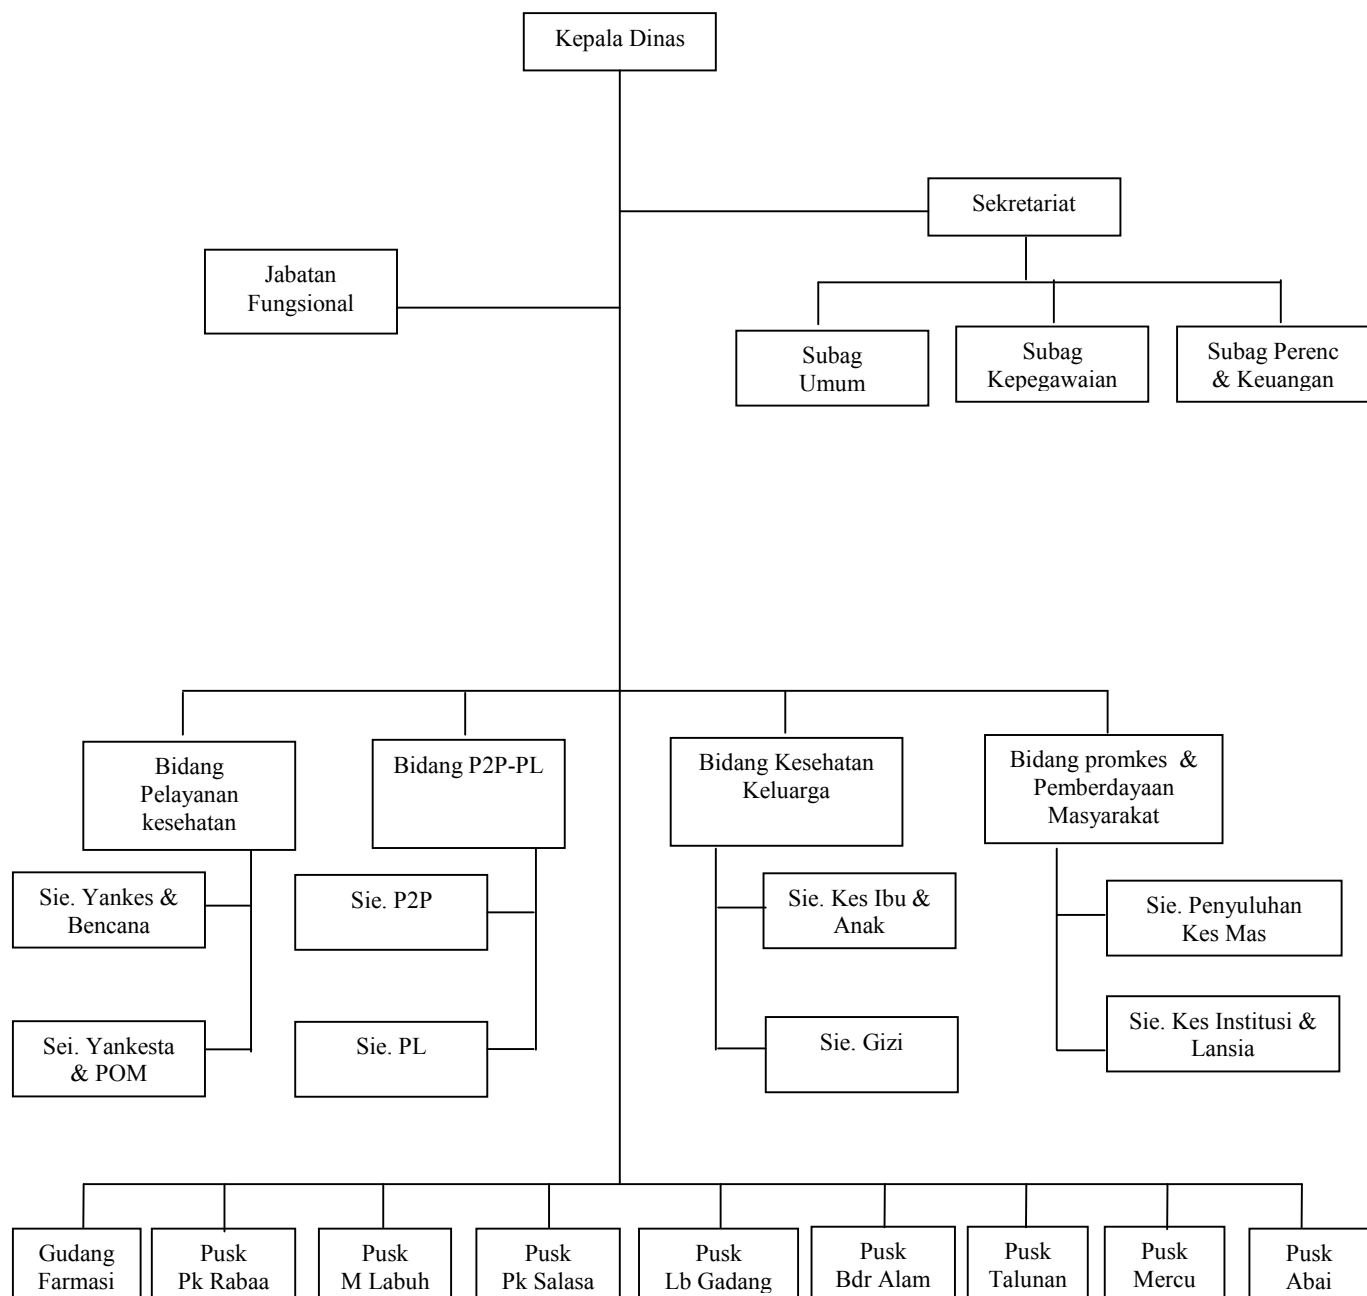 Kepala Dinas
Sekretariat
Jabatan
Fungsional
Subag
Umum
Subag
Kepegawaian
Subag Perenc
& Keuangan
Bidang
Pelayanan
kesehatan
Bidang P2P-PL
Bidang Kesehatan
Keluarga
Bidang promkes &
Pemberdayaan
Masyarakat
Sie. Yankes &
Bencana
Sie. P2P
Sie. Kes Ibu &
Anak
Sie. Penyuluhan
Kes Mas
Sei. Yankesta
& POM
Sie. PL
Sie. Gizi
Sie. Kes Institusi &
Lansia
Gudang
Farmasi
Pusk
Pk Rabaa
Pusk
M Labuh
Pusk
Pk Salasa
Pusk
Lb Gadang
Pusk
Bdr Alam
Pusk
Talunan
Pusk
Mercu
Pusk
Abai